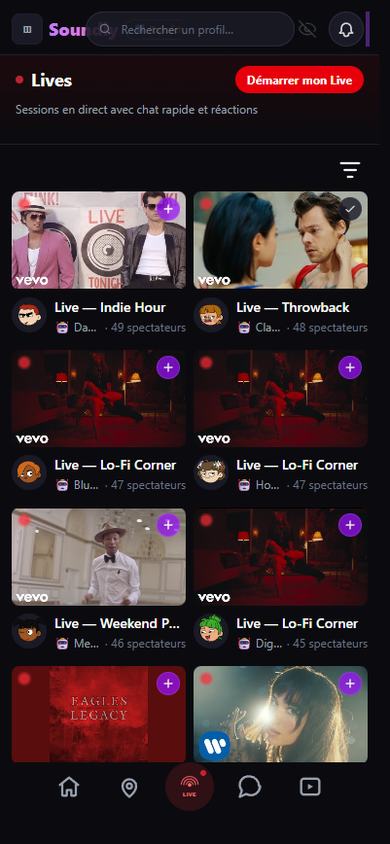 Soun
Rechercher un profil...
Lives
Démarrer mon Live
Sessions en direct avec chat rapide et réactions
LIVE
TONIGHT
vevo
vevo
Live — Indie Hour
Da... · 49 spectateurs
Live — Throwback
Cla... · 48 spectateurs
vevo
Live — Lo-Fi Corner
Blu... · 47 spectateurs
Live — Lo-Fi Corner
Ho... · 47 spectateurs
vevo
vevo
Live — Weekend P...
Me... · 46 spectateurs
Live — Lo-Fi Corner
Dig... · 45 spectateurs
EAGLES
LEGACY
W
LIVE